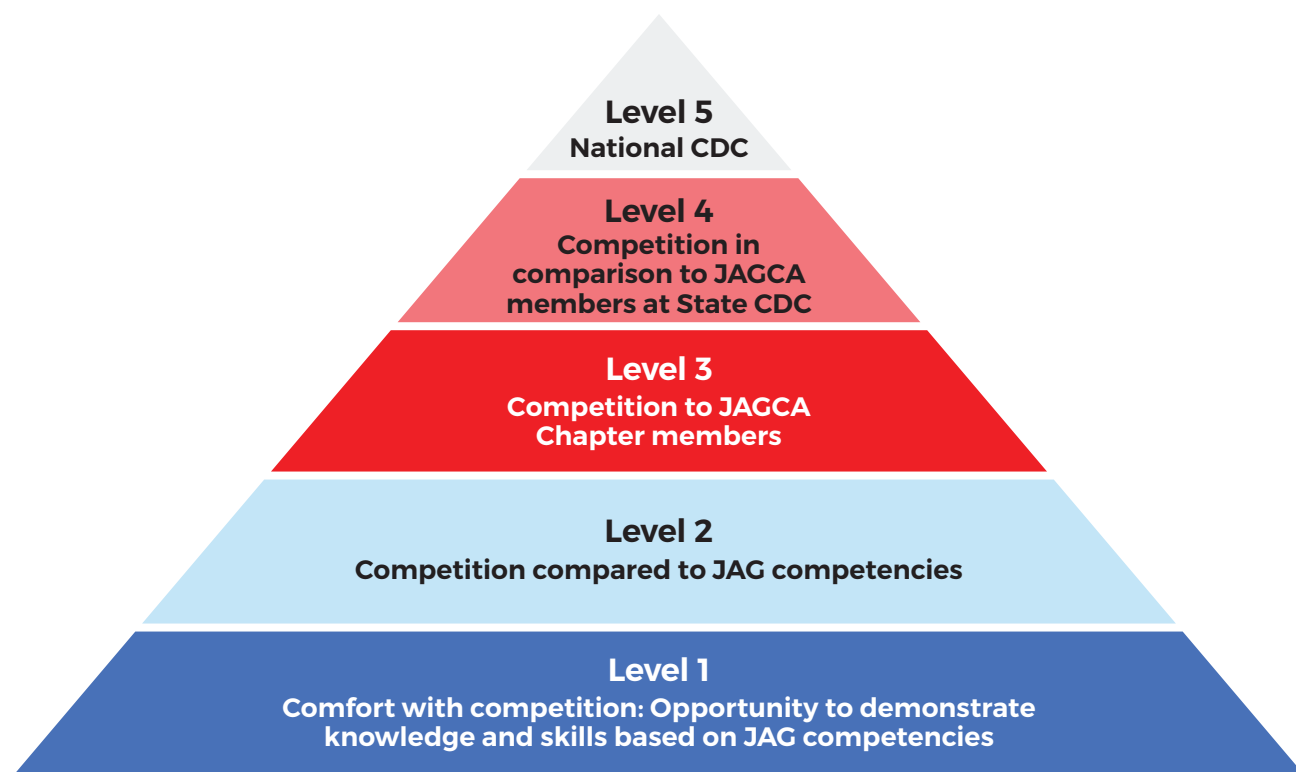 Level 5
National CDC
Level 4
Competition in
comparison to JAGCA
members at State CDC
Level 3
Competition to JAGCA
Chapter members
Level 2
Competition compared to JAG competencies
Level 1
Comfort with competition: Opportunity to demonstrate
knowledge and skills based on JAG competencies